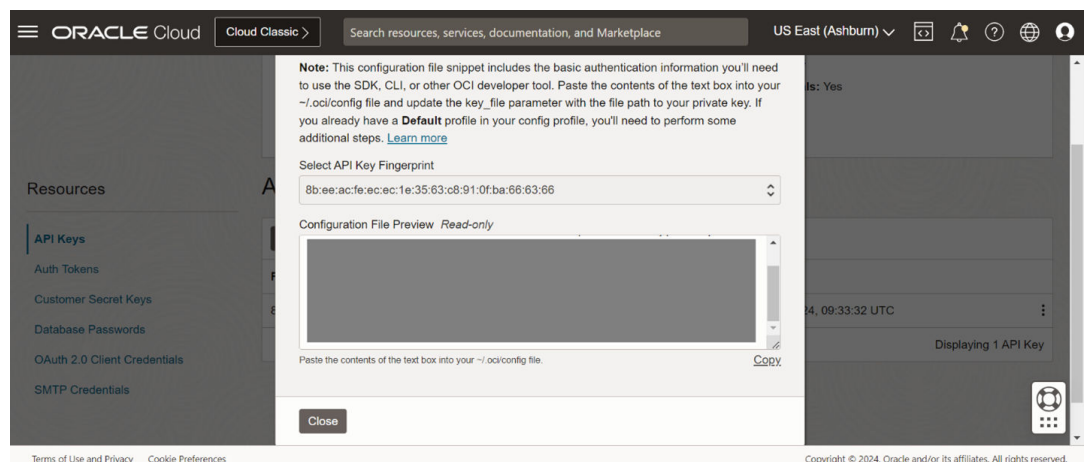 ORACLE Cloud
Cloud Classic >
Search resources, services, documentation, and Marketplace
US East (Ashburn)
Note: This configuration file snippet includes the basic authentication information you'll need
to use the SDK, CLI, or other OCI developer tool. Paste the contents of the text box into your
~/.oci/config file and update the key_file parameter with the file path to your private key. If
you already have a Default profile in your config profile, you'll need to perform some
additional steps. Learn more
ls: Yes
Select API Key Fingerprint
8b:ee:ac:fe:ec:ec:1e:35:63:c8:91:0f:ba:66:63:66
Configuration File Preview Read-only
Paste the contents of the text box into your ~/.oci/config file.
Copy
Close
Resources
API Keys
Auth Tokens
Customer Secret Keys
Database Passwords
OAuth 2.0 Client Credentials
SMTP Credentials
A
F
8
24, 09:33:32 UTC
Displaying 1 API Key
Terms of Use and Privacy Cookie Preferences
Copyright © 2024, Oracle and/or its affiliates. All rights reserved.